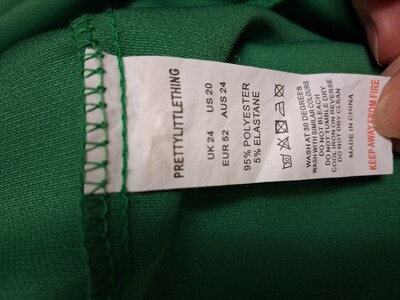 PRETTYLITTLETHING
UK 24 US 20
EUR 52 AUS 24
95% POLYESTER
5% ELASTANE
WASH AT 30 DEGREES
WASH WITH SIMILAR COLOURS
DO NOT BLEACH
DO NOT TUMBLE DRY
COOL IRON ON REVERSE
DO NOT DRY CLEAN
MADE IN CHINA
KEEP AWAY FROM FIRE